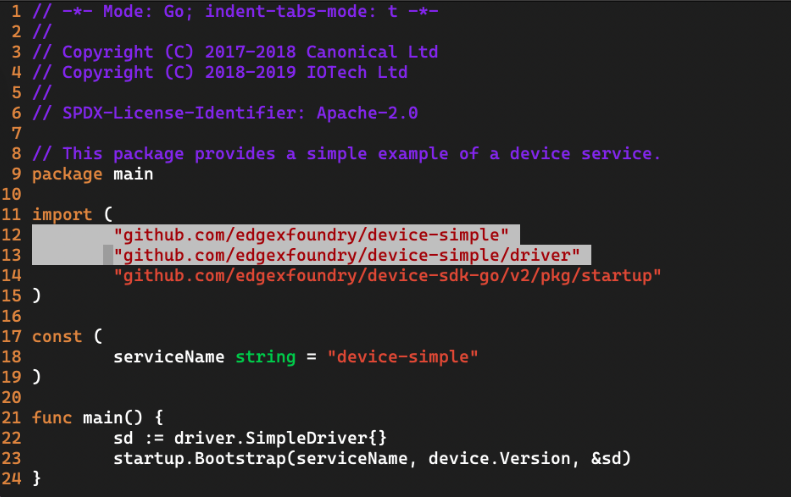 1 // -*- Mode: Go; indent-tabs-mode: t -*-
2 //
3 // Copyright (C) 2017-2018 Canonical Ltd
4 // Copyright (C) 2018-2019 IOTech Ltd
5 //
6 // SPDX-License-Identifier: Apache-2.0
7
8 // This package provides a simple example of a device service.
9 package main
10
11 import (
12         "github.com/edgexfoundry/device-simple"
13         "github.com/edgexfoundry/device-simple/driver"
14         "github.com/edgexfoundry/device-sdk-go/v2/pkg/startup"
15 )
16
17 const (
18         serviceName string = "device-simple"
19 )
20
21 func main() {
22         sd := driver.SimpleDriver{}
23         startup.Bootstrap(serviceName, device.Version, &sd)
24 }